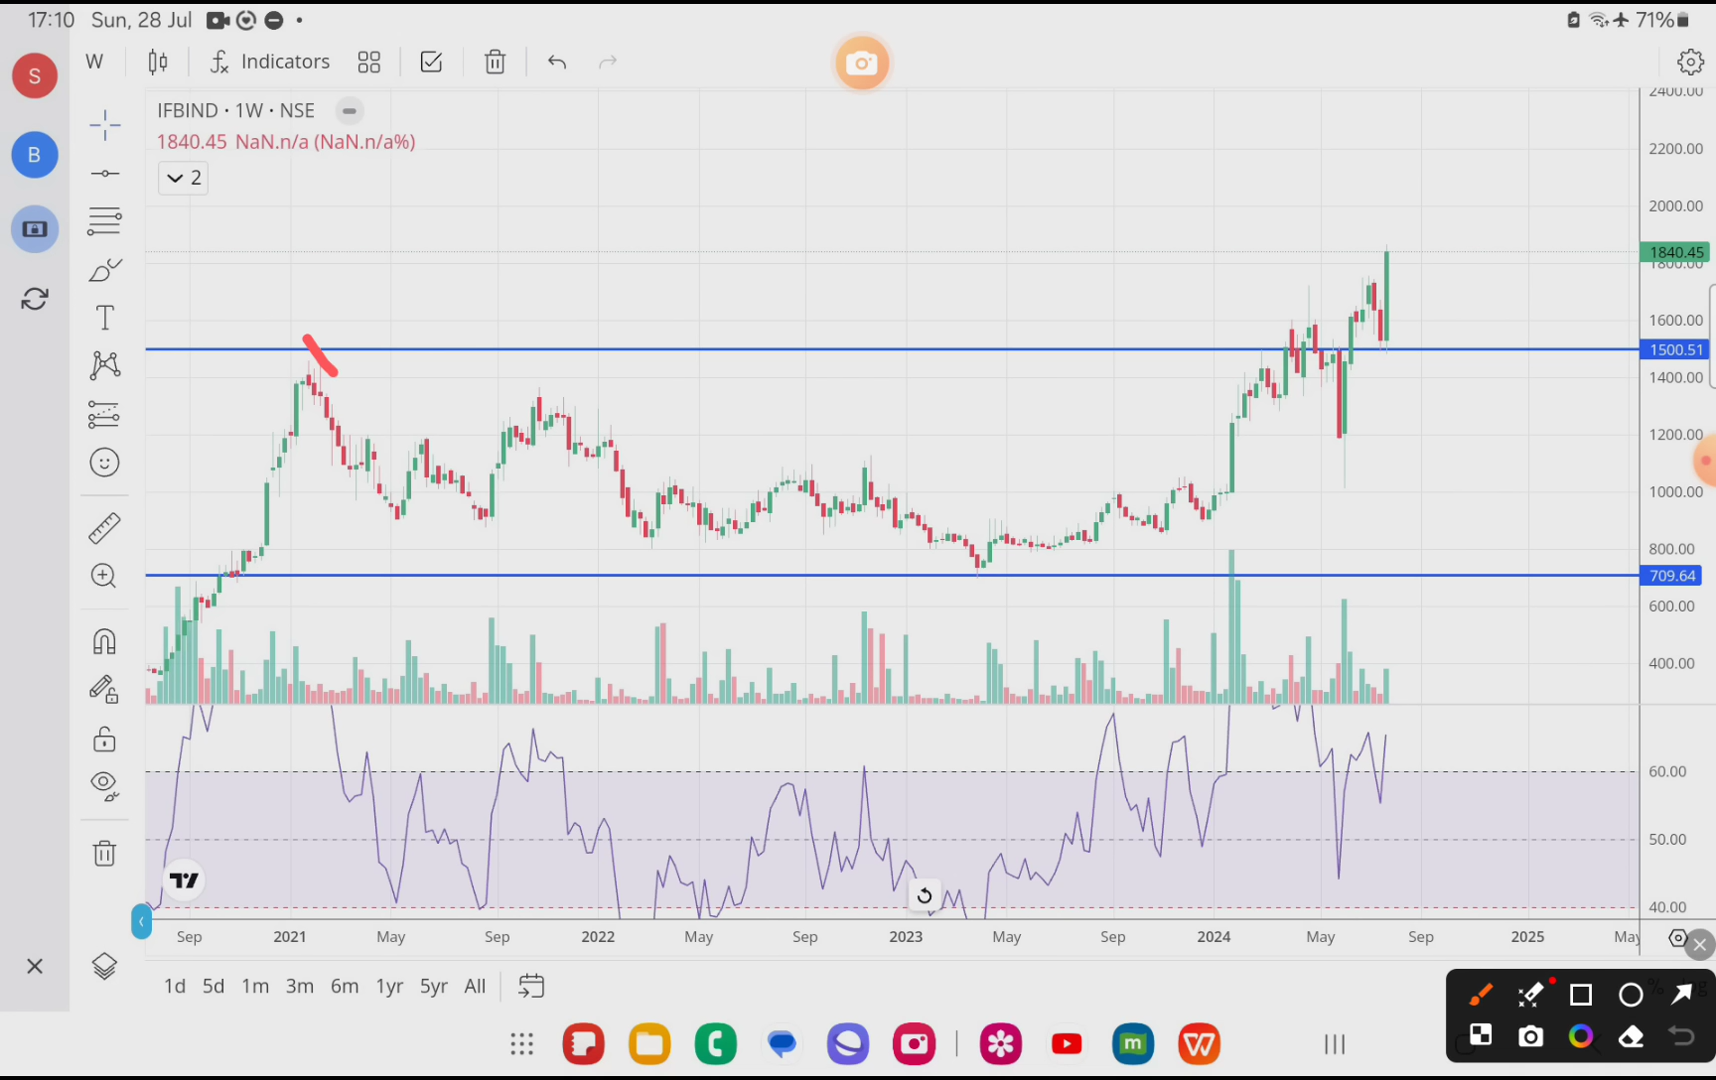 17:10 Sun, 28 Jul
71%
S
W
Indicators
B
IFBIND · 1W · NSE
1840.45 NaN.n/a (NaN.n/a%)
2
2400.00
2200.00
2000.00
1840.45
1800.00
1600.00
1500.51
1400.00
1200.00
1000.00
800.00
709.64
600.00
400.00
60.00
50.00
40.00
Sep 2021 May Sep 2022 May Sep 2023 May Sep 2024 May Sep 2025 May
1d 5d 1m 3m 6m 1yr 5yr All
%